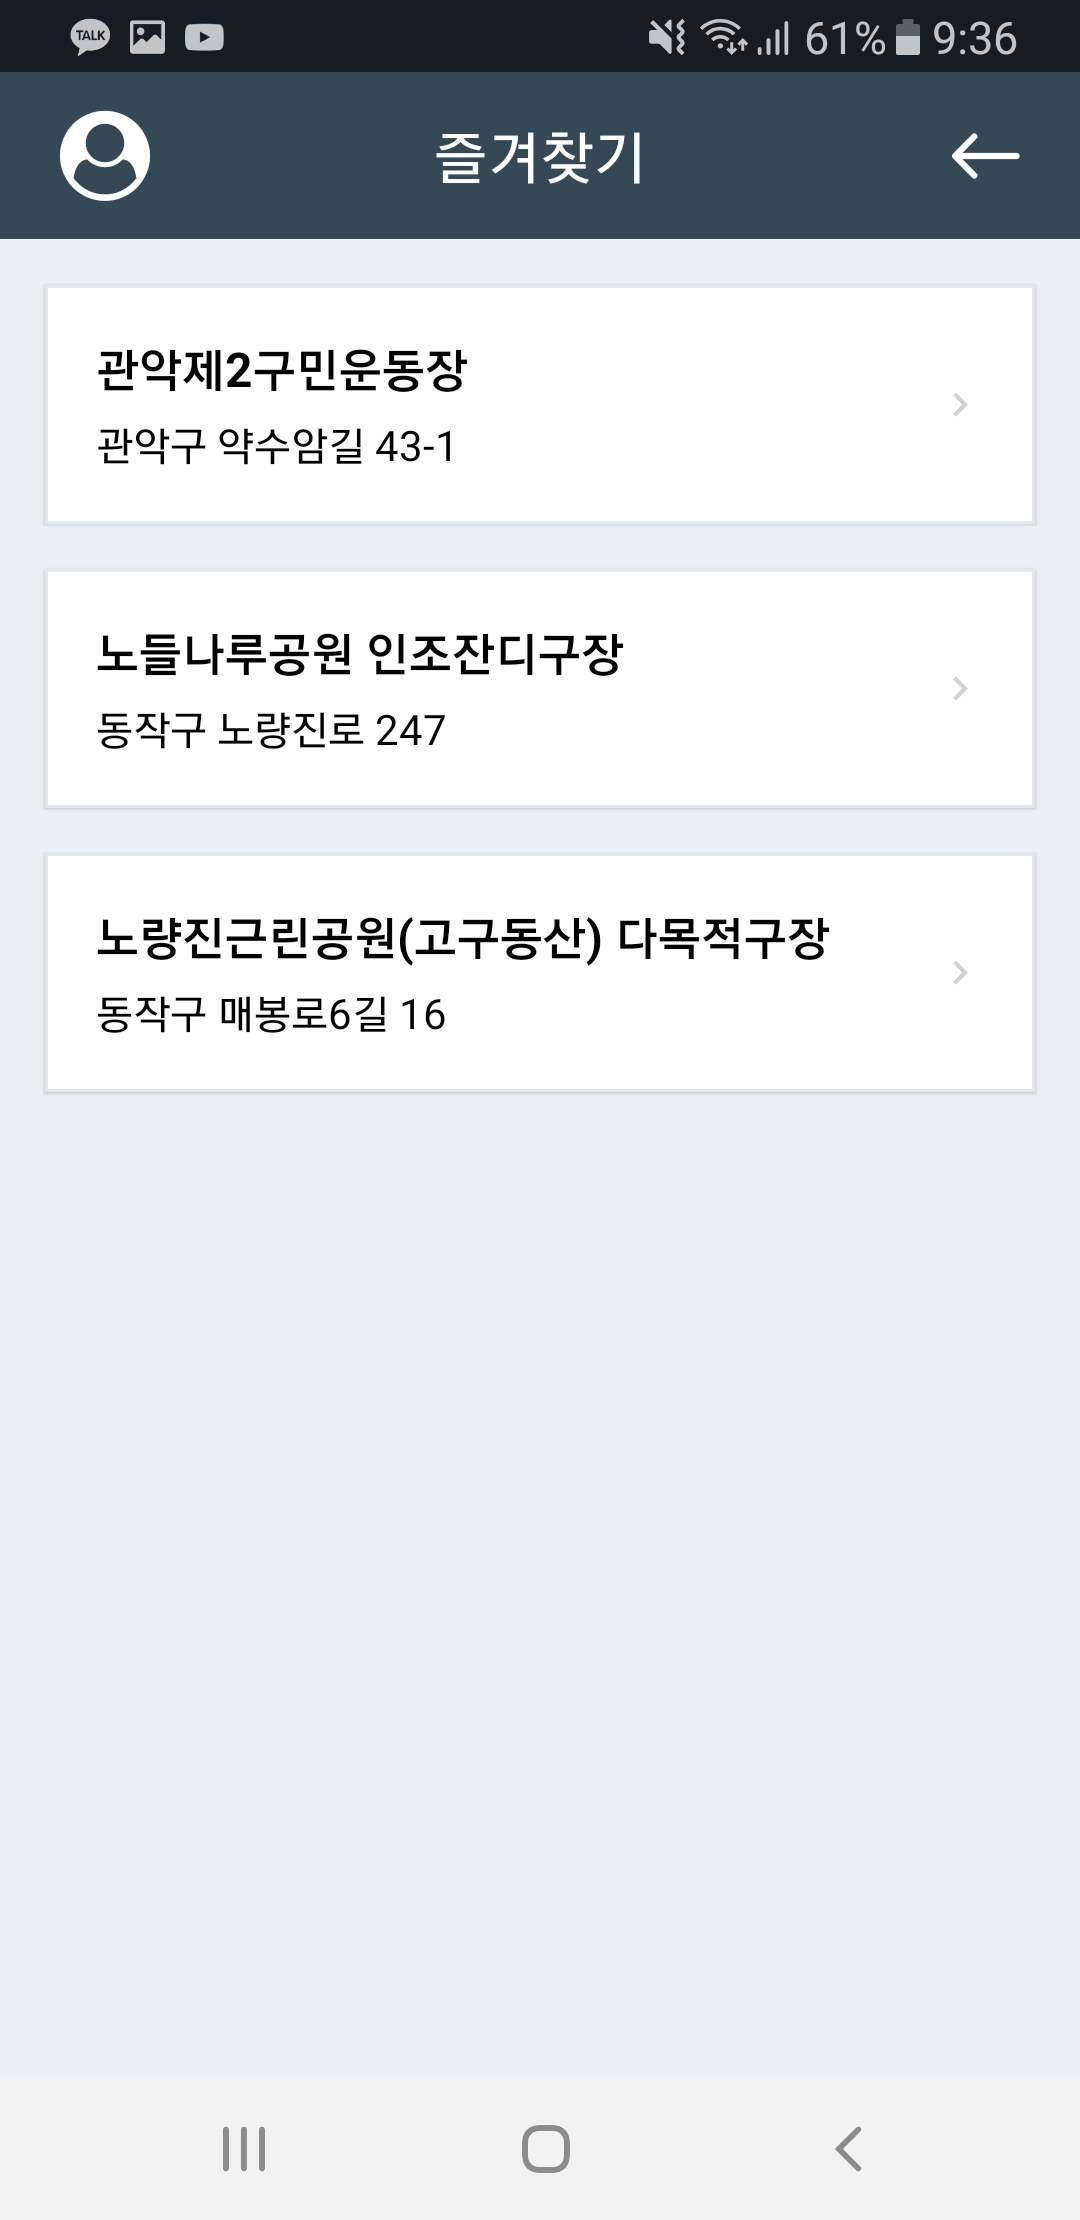 TALK 61% 9:36
즐겨찾기
관악제2구민운동장
관악구 약수암길 43-1
노들나루공원 인조잔디구장
동작구 노량진로 247
노량진근린공원(고구동산) 다목적구장
동작구 매봉로6길 16